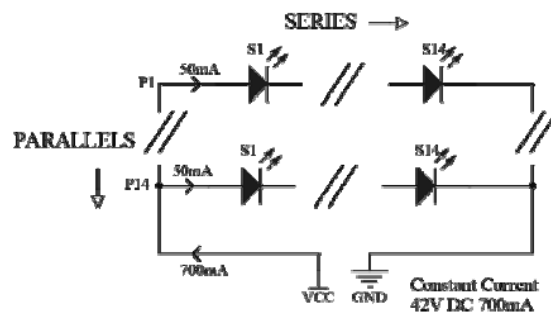 SERIES
S1
S14
P1
50mA
PARALLELS
S1
S14
P14
50mA
700mA
VCC
GND
Constant Current
42V DC 700mA